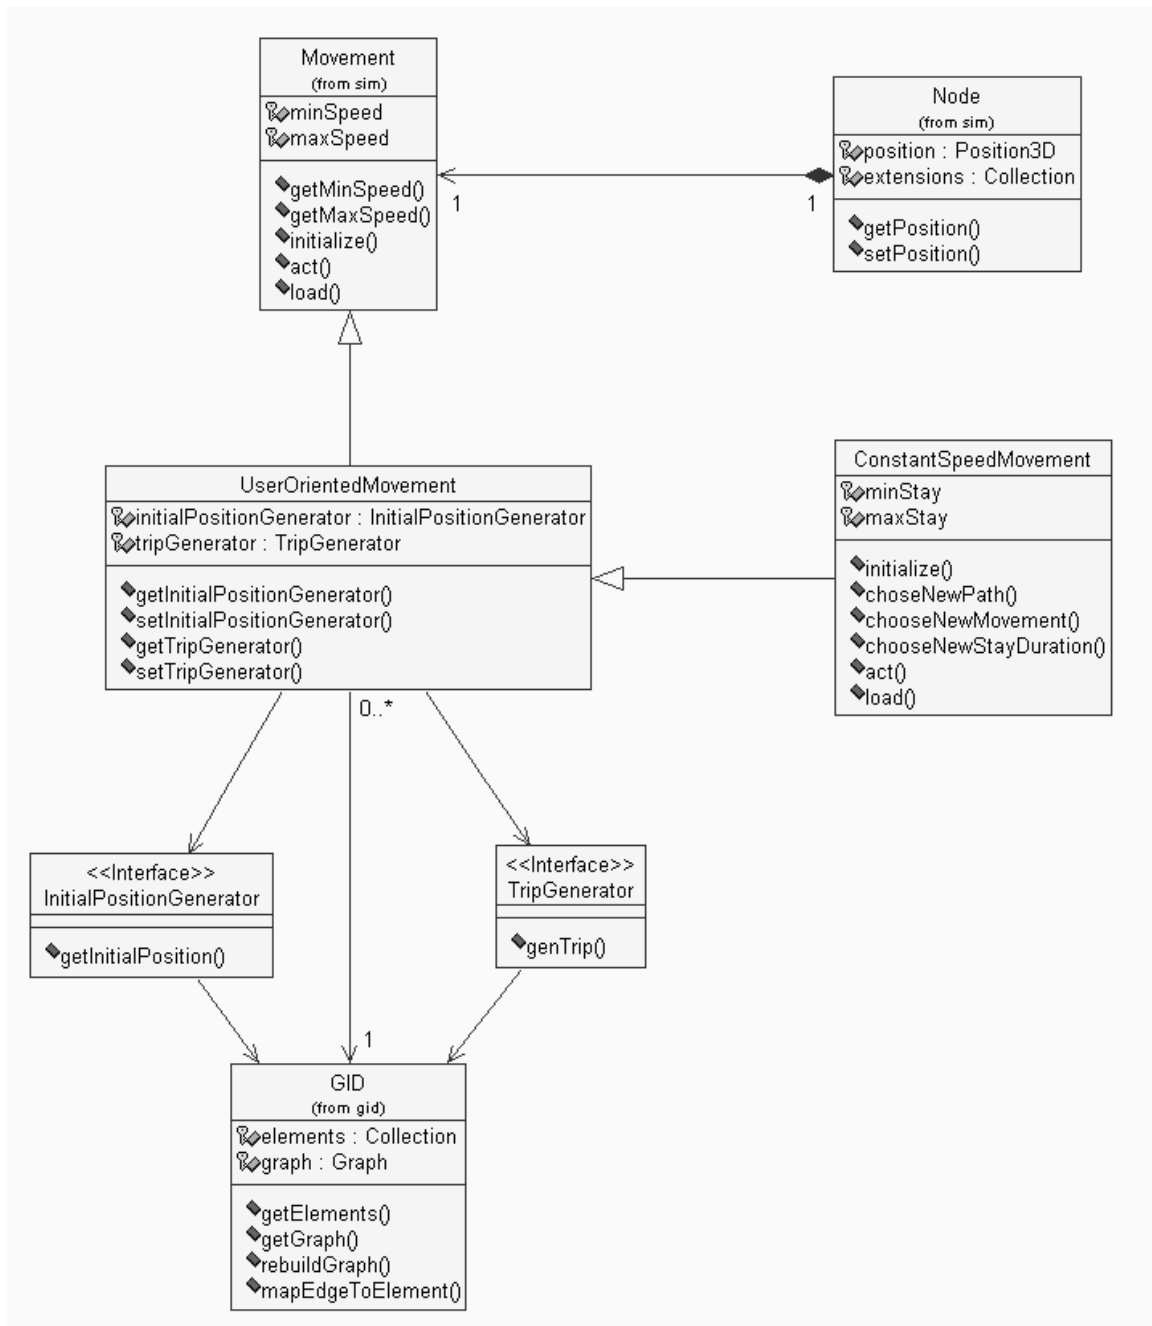 Movement
(from sim)
minSpeed
maxSpeed
getMinSpeed()
getMaxSpeed()
initialize()
act()
load()
Node
(from sim)
position : Position3D
extensions : Collection
getPosition()
setPosition()
1
1
UserOrientedMovement
initialPositionGenerator : InitialPositionGenerator
tripGenerator : TripGenerator
getInitialPositionGenerator()
setInitialPositionGenerator()
getTripGenerator()
setTripGenerator()
ConstantSpeedMovement
minStay
maxStay
initialize()
choseNewPath()
chooseNewMovement()
chooseNewStayDuration()
act()
load()
0..*
<<Interface>>
InitialPositionGenerator
getInitialPosition()
<<Interface>>
TripGenerator
genTrip()
1
GID
(from gid)
elements : Collection
graph : Graph
getElements()
getGraph()
rebuildGraph()
mapEdgeToElement()